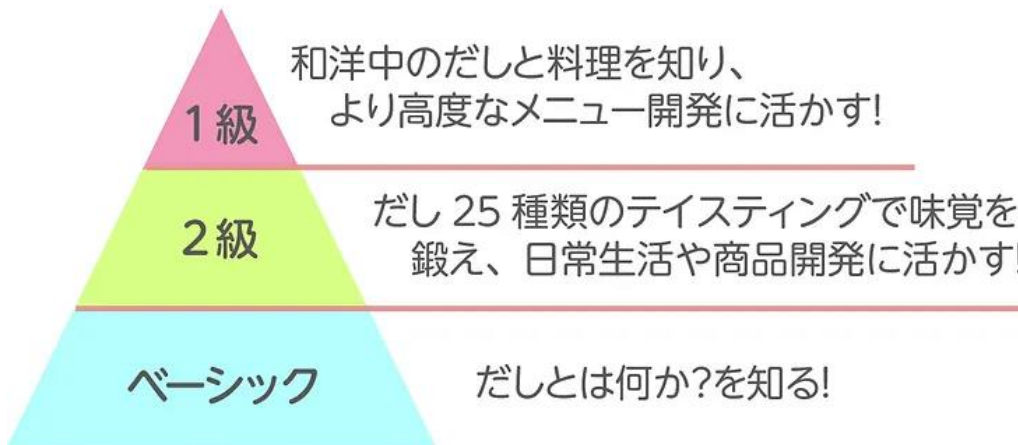 和洋中のだしと料理を知り、
より高度なメニュー開発に活かす!
1級
だし 25 種類のテイスティングで味覚を
鍛え、日常生活や商品開発に活かす!
2級
ベーシック
だしとは何か?を知る!